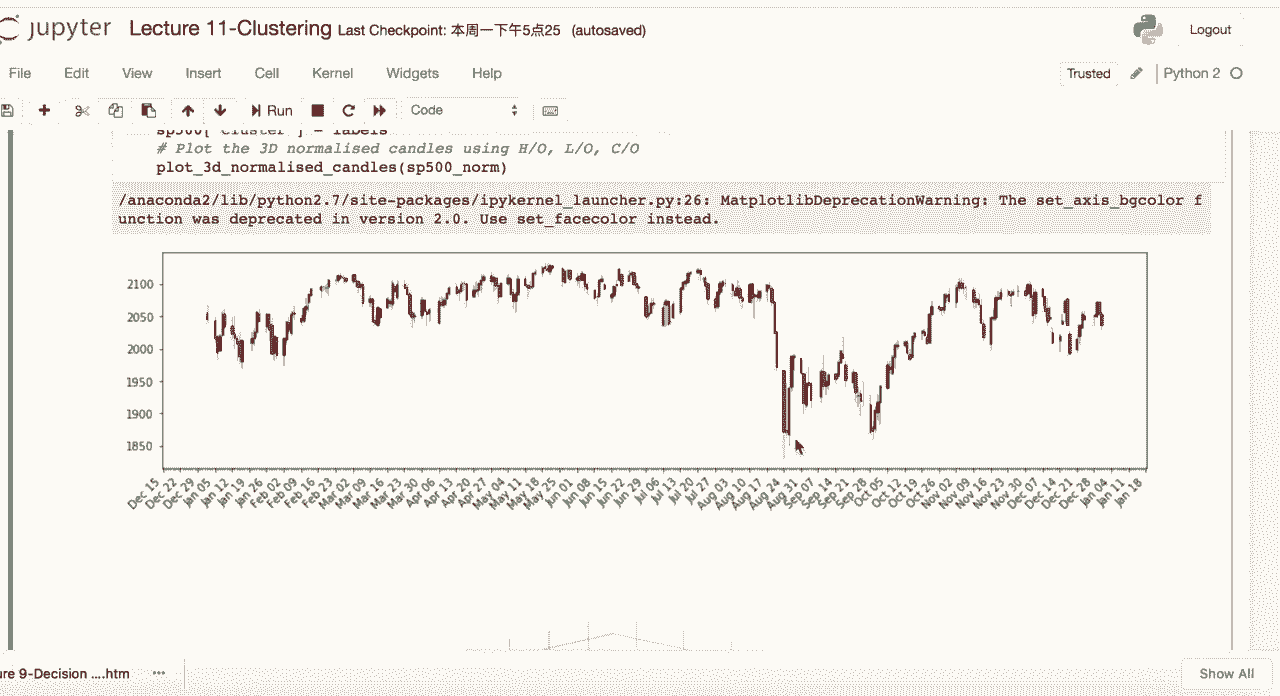 jupyter Lecture 11-Clustering Last Checkpoint: 本周一下午5点25 (autosaved) Logout
File Edit View Insert Cell Kernel Widgets Help Trusted Python 2
Run Code
sp500['cluster'] = labels
# Plot the 3D normalised candles using H/O, L/O, C/O
plot_3d_normalised_candles(sp500_norm)
/anaconda2/lib/python2.7/site-packages/ipykernel_launcher.py:26: MatplotlibDeprecationWarning: The set_axis_bgcolor f
unction was deprecated in version 2.0. Use set_facecolor instead.
2100
2050
2000
1950
1900
1850
Dec 15 Dec 22 Dec 29 Jan 05 Jan 12 Jan 19 Jan 26 Feb 02 Feb 09 Feb 16 Feb 23 Mar 02 Mar 09 Mar 16 Mar 23 Mar 30 Apr 06 Apr 13 Apr 20 Apr 27 May 04 May 11 May 18 May 25 Jun 01 Jun 08 Jun 15 Jun 22 Jun 29 Jul 06 Jul 13 Jul 20 Jul 27 Aug 03 Aug 10 Aug 17 Aug 24 Aug 31 Sep 07 Sep 14 Sep 21 Sep 28 Oct 05 Oct 12 Oct 19 Oct 26 Nov 02 Nov 09 Nov 16 Nov 23 Nov 30 Dec 07 Dec 14 Dec 21 Dec 28 Jan 04 Jan 11 Jan 18
ure 9-Decision ....htm Show All